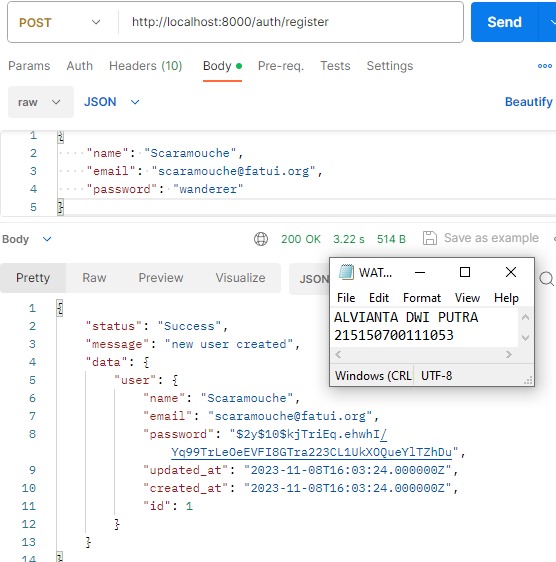 POST http://localhost:8000/auth/register Send
Params Auth Headers (10) Body Pre-req. Tests Settings
raw JSON Beautify
1 {
2 "name": "Scaramouche",
3 "email": "scaramouche@fatui.org",
4 "password": "wanderer"
5 }
Body 200 OK 3.22 s 514 B Save as example
Pretty Raw Preview Visualize JSON
WAT...
File Edit Format View Help
ALVIANTA DWI PUTRA
215150700111053
Windows (CRL UTF-8
1 {
2 "status": "Success",
3 "message": "new user created",
4 "data": {
5 "user": {
6 "name": "Scaramouche",
7 "email": "scaramouche@fatui.org",
8 "password": "$2y$10$kjTriEq.ehwhI/
Yq99TrLeOeEVFI8GTra223CL1UkXOQueYlTZhDu",
9 "updated_at": "2023-11-08T16:03:24.000000Z",
10 "created_at": "2023-11-08T16:03:24.000000Z",
11 "id": 1
12 }
13 }
14 }